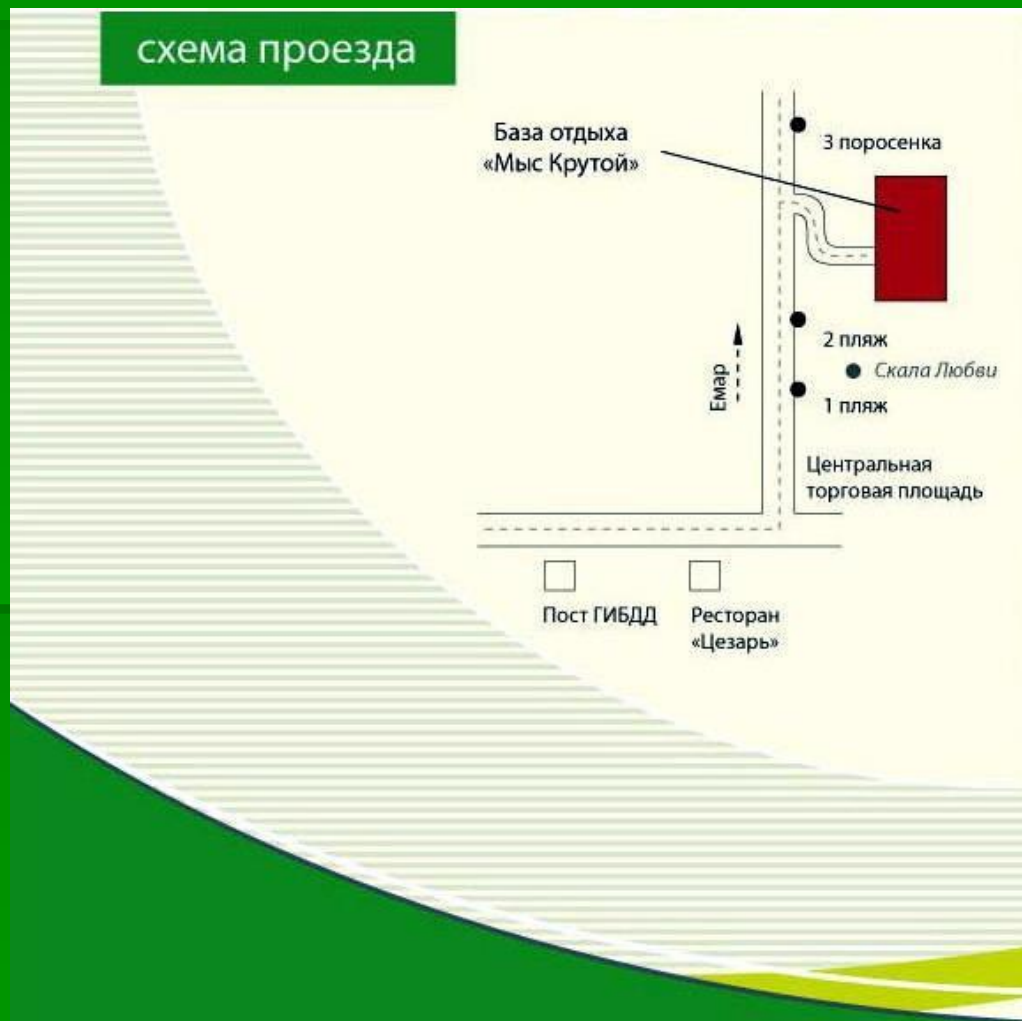 схема проезда
База отдыха
«Мыс Крутой»
3 поросенка
2 пляж
Скала Любви
1 пляж
Емар
Центральная
торговая площадь
Пост ГИБДД
Ресторан
«Цезарь»